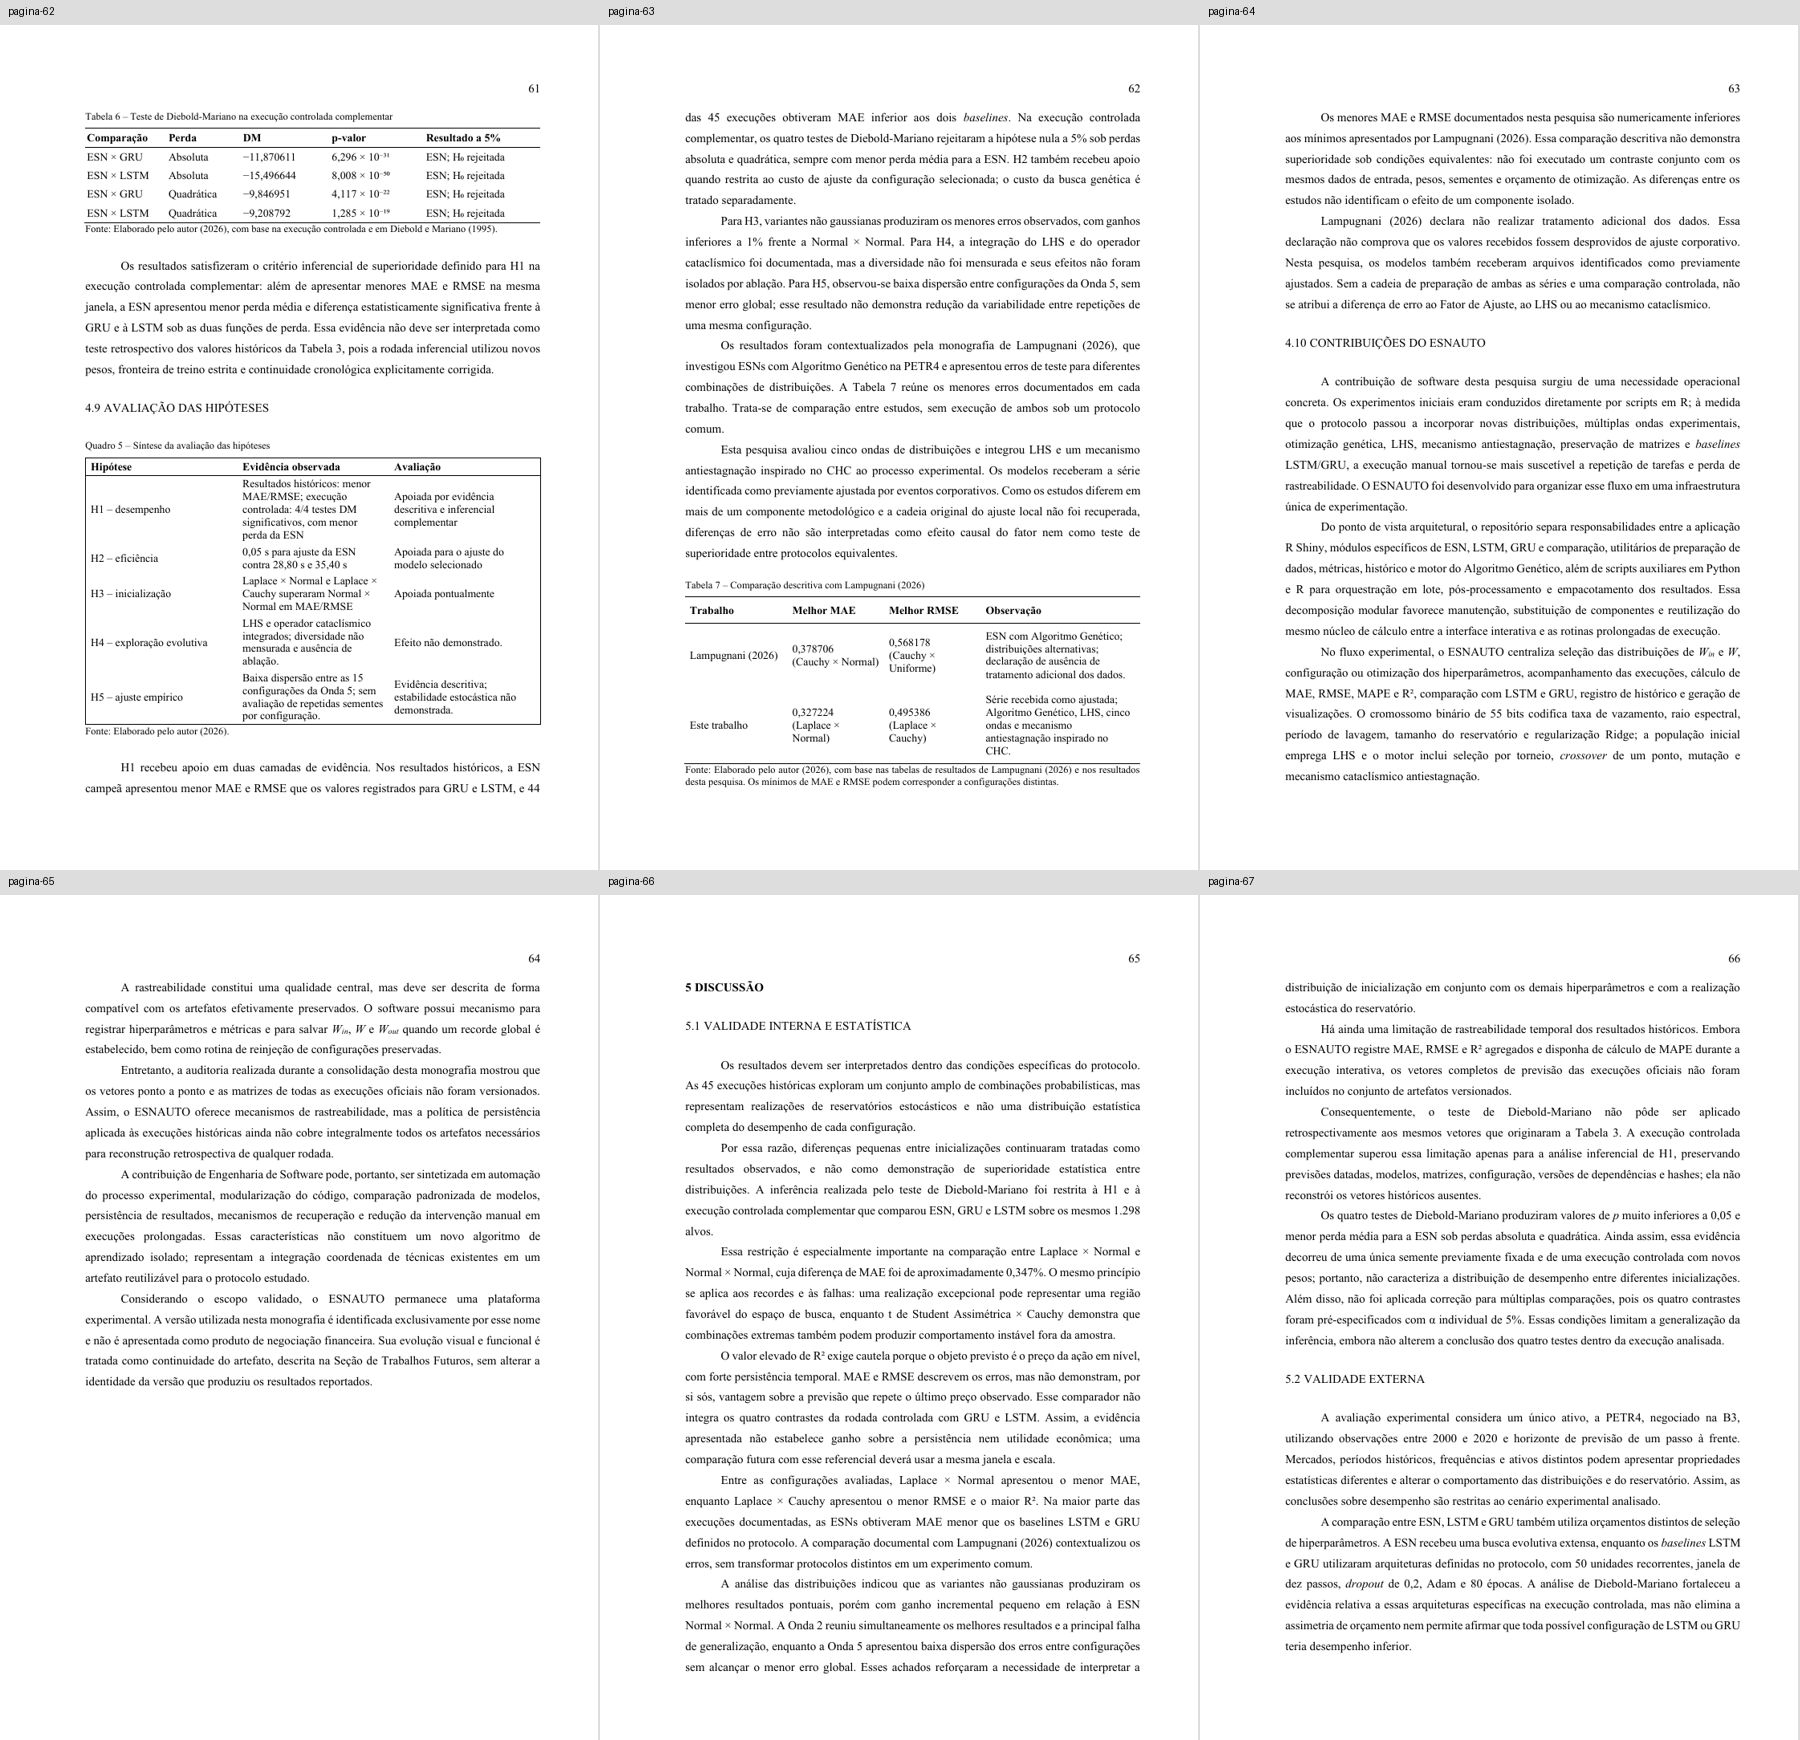 pagina-62
61
Tabela 6 – Teste de Diebold-Mariano na execução controlada complementar
Comparação Perda DM p-valor Resultado a 5%
ESN × GRU Absoluta −11,870611 6,296 × 10⁻³¹ ESN; H₀ rejeitada
ESN × LSTM Absoluta −15,496644 8,008 × 10⁻⁵⁰ ESN; H₀ rejeitada
ESN × GRU Quadrática −9,846951 4,117 × 10⁻²² ESN; H₀ rejeitada
ESN × LSTM Quadrática −9,208792 1,285 × 10⁻¹⁹ ESN; H₀ rejeitada
Fonte: Elaborado pelo autor (2026), com base na execução controlada e em Diebold e Mariano (1995).
Os resultados satisfizeram o critério inferencial de superioridade definido para H1 na
execução controlada complementar: além de apresentar menores MAE e RMSE na mesma
janela, a ESN apresentou menor perda média e diferença estatisticamente significativa frente à
GRU e à LSTM sob as duas funções de perda. Essa evidência não deve ser interpretada como
teste retrospectivo dos valores históricos da Tabela 3, pois a rodada inferencial utilizou novos
pesos, fronteira de treino estrita e continuidade cronológica explicitamente corrigida.
4.9 AVALIAÇÃO DAS HIPÓTESES
Quadro 5 – Síntese da avaliação das hipóteses
Hipótese Evidência observada Avaliação
H1 – desempenho
Resultados históricos: menor
MAE/RMSE; execução
controlada: 4/4 testes DM
significativos, com menor
perda da ESN
Apoiada por evidência
descritiva e inferencial
complementar
H2 – eficiência
0,05 s para ajuste da ESN
contra 28,80 s e 35,40 s
Apoiada para o ajuste do
modelo selecionado
H3 – inicialização
Laplace × Normal e Laplace ×
Cauchy superaram Normal ×
Normal em MAE/RMSE
Apoiada pontualmente
H4 – exploração evolutiva
LHS e operador cataclísmico
integrados; diversidade não
mensurada e ausência de
ablação.
Efeito não demonstrado.
H5 – ajuste empírico
Baixa dispersão entre as 15
configurações da Onda 5; sem
avaliação de repetidas sementes
por configuração.
Evidência descritiva;
estabilidade estocástica não
demonstrada.
Fonte: Elaborado pelo autor (2026).
H1 recebeu apoio em duas camadas de evidência. Nos resultados históricos, a ESN
campeã apresentou menor MAE e RMSE que os valores registrados para GRU e LSTM, e 44
pagina-63
62
das 45 execuções obtiveram MAE inferior aos dois baselines. Na execução controlada
complementar, os quatro testes de Diebold-Mariano rejeitaram a hipótese nula a 5% sob perdas
absoluta e quadrática, sempre com menor perda média para a ESN. H2 também recebeu apoio
quando restrita ao custo de ajuste da configuração selecionada; o custo da busca genética é
tratado separadamente.
Para H3, variantes não gaussianas produziram os menores erros observados, com ganhos
inferiores a 1% frente a Normal × Normal. Para H4, a integração do LHS e do operador
cataclísmico foi documentada, mas a diversidade não foi mensurada e seus efeitos não foram
isolados por ablação. Para H5, observou-se baixa dispersão entre configurações da Onda 5, sem
menor erro global; esse resultado não demonstra redução da variabilidade entre repetições de
uma mesma configuração.
Os resultados foram contextualizados pela monografia de Lampugnani (2026), que
investigou ESNs com Algoritmo Genético na PETR4 e apresentou erros de teste para diferentes
combinações de distribuições. A Tabela 7 reúne os menores erros documentados em cada
trabalho. Trata-se de comparação entre estudos, sem execução de ambos sob um protocolo
comum.
Esta pesquisa avaliou cinco ondas de distribuições e integrou LHS e um mecanismo
antiestagnação inspirado no CHC ao processo experimental. Os modelos receberam a série
identificada como previamente ajustada por eventos corporativos. Como os estudos diferem em
mais de um componente metodológico e a cadeia original do ajuste local não foi recuperada,
diferenças de erro não são interpretadas como efeito causal do fator nem como teste de
superioridade entre protocolos equivalentes.
Tabela 7 – Comparação descritiva com Lampugnani (2026)
Trabalho Melhor MAE Melhor RMSE Observação
Lampugnani (2026)
0,378706
(Cauchy × Normal)
0,568178
(Cauchy ×
Uniforme)
ESN com Algoritmo Genético;
distribuições alternativas;
declaração de ausência de
tratamento adicional dos dados.
Este trabalho
0,327224
(Laplace ×
Normal)
0,495386
(Laplace ×
Cauchy)
Série recebida como ajustada;
Algoritmo Genético, LHS, cinco
ondas e mecanismo
antiestagnação inspirado no
CHC.
Fonte: Elaborado pelo autor (2026), com base nas tabelas de resultados de Lampugnani (2026) e nos resultados
desta pesquisa. Os mínimos de MAE e RMSE podem corresponder a configurações distintas.
pagina-64
63
Os menores MAE e RMSE documentados nesta pesquisa são numericamente inferiores
aos mínimos apresentados por Lampugnani (2026). Essa comparação descritiva não demonstra
superioridade sob condições equivalentes: não foi executado um contraste conjunto com os
mesmos dados de entrada, pesos, sementes e orçamento de otimização. As diferenças entre os
estudos não identificam o efeito de um componente isolado.
Lampugnani (2026) declara não realizar tratamento adicional dos dados. Essa
declaração não comprova que os valores recebidos fossem desprovidos de ajuste corporativo.
Nesta pesquisa, os modelos também receberam arquivos identificados como previamente
ajustados. Sem a cadeia de preparação de ambas as séries e uma comparação controlada, não
se atribui a diferença de erro ao Fator de Ajuste, ao LHS ou ao mecanismo cataclísmico.
4.10 CONTRIBUIÇÕES DO ESNAUTO
A contribuição de software desta pesquisa surgiu de uma necessidade operacional
concreta. Os experimentos iniciais eram conduzidos diretamente por scripts em R; à medida
que o protocolo passou a incorporar novas distribuições, múltiplas ondas experimentais,
otimização genética, LHS, mecanismo antiestagnação, preservação de matrizes e baselines
LSTM/GRU, a execução manual tornou-se mais suscetível a repetição de tarefas e perda de
rastreabilidade. O ESNAUTO foi desenvolvido para organizar esse fluxo em uma infraestrutura
única de experimentação.
Do ponto de vista arquitetural, o repositório separa responsabilidades entre a aplicação
R Shiny, módulos específicos de ESN, LSTM, GRU e comparação, utilitários de preparação de
dados, métricas, histórico e motor do Algoritmo Genético, além de scripts auxiliares em Python
e R para orquestração em lote, pós-processamento e empacotamento dos resultados. Essa
decomposição modular favorece manutenção, substituição de componentes e reutilização do
mesmo núcleo de cálculo entre a interface interativa e as rotinas prolongadas de execução.
No fluxo experimental, o ESNAUTO centraliza seleção das distribuições de Win e W,
configuração ou otimização dos hiperparâmetros, acompanhamento das execuções, cálculo de
MAE, RMSE, MAPE e R², comparação com LSTM e GRU, registro de histórico e geração de
visualizações. O cromossomo binário de 55 bits codifica taxa de vazamento, raio espectral,
período de lavagem, tamanho do reservatório e regularização Ridge; a população inicial
emprega LHS e o motor inclui seleção por torneio, crossover de um ponto, mutação e
mecanismo cataclísmico antiestagnação.
pagina-65
64
A rastreabilidade constitui uma qualidade central, mas deve ser descrita de forma
compatível com os artefatos efetivamente preservados. O software possui mecanismo para
registrar hiperparâmetros e métricas e para salvar Win, W e Wout quando um recorde global é
estabelecido, bem como rotina de reinjeção de configurações preservadas.
Entretanto, a auditoria realizada durante a consolidação desta monografia mostrou que
os vetores ponto a ponto e as matrizes de todas as execuções oficiais não foram versionados.
Assim, o ESNAUTO oferece mecanismos de rastreabilidade, mas a política de persistência
aplicada às execuções históricas ainda não cobre integralmente todos os artefatos necessários
para reconstrução retrospectiva de qualquer rodada.
A contribuição de Engenharia de Software pode, portanto, ser sintetizada em automação
do processo experimental, modularização do código, comparação padronizada de modelos,
persistência de resultados, mecanismos de recuperação e redução da intervenção manual em
execuções prolongadas. Essas características não constituem um novo algoritmo de
aprendizado isolado; representam a integração coordenada de técnicas existentes em um
artefato reutilizável para o protocolo estudado.
Considerando o escopo validado, o ESNAUTO permanece uma plataforma
experimental. A versão utilizada nesta monografia é identificada exclusivamente por esse nome
e não é apresentada como produto de negociação financeira. Sua evolução visual e funcional é
tratada como continuidade do artefato, descrita na Seção de Trabalhos Futuros, sem alterar a
identidade da versão que produziu os resultados reportados.
pagina-66
65
5 DISCUSSÃO
5.1 VALIDADE INTERNA E ESTATÍSTICA
Os resultados devem ser interpretados dentro das condições específicas do protocolo.
As 45 execuções históricas exploram um conjunto amplo de combinações probabilísticas, mas
representam realizações de reservatórios estocásticos e não uma distribuição estatística
completa do desempenho de cada configuração.
Por essa razão, diferenças pequenas entre inicializações continuaram tratadas como
resultados observados, e não como demonstração de superioridade estatística entre
distribuições. A inferência realizada pelo teste de Diebold-Mariano foi restrita à H1 e à
execução controlada complementar que comparou ESN, GRU e LSTM sobre os mesmos 1.298
alvos.
Essa restrição é especialmente importante na comparação entre Laplace × Normal e
Normal × Normal, cuja diferença de MAE foi de aproximadamente 0,347%. O mesmo princípio
se aplica aos recordes e às falhas: uma realização excepcional pode representar uma região
favorável do espaço de busca, enquanto t de Student Assimétrica × Cauchy demonstra que
combinações extremas também podem produzir comportamento instável fora da amostra.
O valor elevado de R² exige cautela porque o objeto previsto é o preço da ação em nível,
com forte persistência temporal. MAE e RMSE descrevem os erros, mas não demonstram, por
si sós, vantagem sobre a previsão que repete o último preço observado. Esse comparador não
integra os quatro contrastes da rodada controlada com GRU e LSTM. Assim, a evidência
apresentada não estabelece ganho sobre a persistência nem utilidade econômica; uma
comparação futura com esse referencial deverá usar a mesma janela e escala.
Entre as configurações avaliadas, Laplace × Normal apresentou o menor MAE,
enquanto Laplace × Cauchy apresentou o menor RMSE e o maior R². Na maior parte das
execuções documentadas, as ESNs obtiveram MAE menor que os baselines LSTM e GRU
definidos no protocolo. A comparação documental com Lampugnani (2026) contextualizou os
erros, sem transformar protocolos distintos em um experimento comum.
A análise das distribuições indicou que as variantes não gaussianas produziram os
melhores resultados pontuais, porém com ganho incremental pequeno em relação à ESN
Normal × Normal. A Onda 2 reuniu simultaneamente os melhores resultados e a principal falha
de generalização, enquanto a Onda 5 apresentou baixa dispersão dos erros entre configurações
sem alcançar o menor erro global. Esses achados reforçaram a necessidade de interpretar a
pagina-67
66
distribuição de inicialização em conjunto com os demais hiperparâmetros e com a realização
estocástica do reservatório.
Há ainda uma limitação de rastreabilidade temporal dos resultados históricos. Embora
o ESNAUTO registre MAE, RMSE e R² agregados e disponha de cálculo de MAPE durante a
execução interativa, os vetores completos de previsão das execuções oficiais não foram
incluídos no conjunto de artefatos versionados.
Consequentemente, o teste de Diebold-Mariano não pôde ser aplicado
retrospectivamente aos mesmos vetores que originaram a Tabela 3. A execução controlada
complementar superou essa limitação apenas para a análise inferencial de H1, preservando
previsões datadas, modelos, matrizes, configuração, versões de dependências e hashes; ela não
reconstrói os vetores históricos ausentes.
Os quatro testes de Diebold-Mariano produziram valores de p muito inferiores a 0,05 e
menor perda média para a ESN sob perdas absoluta e quadrática. Ainda assim, essa evidência
decorreu de uma única semente previamente fixada e de uma execução controlada com novos
pesos; portanto, não caracteriza a distribuição de desempenho entre diferentes inicializações.
Além disso, não foi aplicada correção para múltiplas comparações, pois os quatro contrastes
foram pré-especificados com α individual de 5%. Essas condições limitam a generalização da
inferência, embora não alterem a conclusão dos quatro testes dentro da execução analisada.
5.2 VALIDADE EXTERNA
A avaliação experimental considera um único ativo, a PETR4, negociado na B3,
utilizando observações entre 2000 e 2020 e horizonte de previsão de um passo à frente.
Mercados, períodos históricos, frequências e ativos distintos podem apresentar propriedades
estatísticas diferentes e alterar o comportamento das distribuições e do reservatório. Assim, as
conclusões sobre desempenho são restritas ao cenário experimental analisado.
A comparação entre ESN, LSTM e GRU também utiliza orçamentos distintos de seleção
de hiperparâmetros. A ESN recebeu uma busca evolutiva extensa, enquanto os baselines LSTM
e GRU utilizaram arquiteturas definidas no protocolo, com 50 unidades recorrentes, janela de
dez passos, dropout de 0,2, Adam e 80 épocas. A análise de Diebold-Mariano fortaleceu a
evidência relativa a essas arquiteturas específicas na execução controlada, mas não elimina a
assimetria de orçamento nem permite afirmar que toda possível configuração de LSTM ou GRU
teria desempenho inferior.